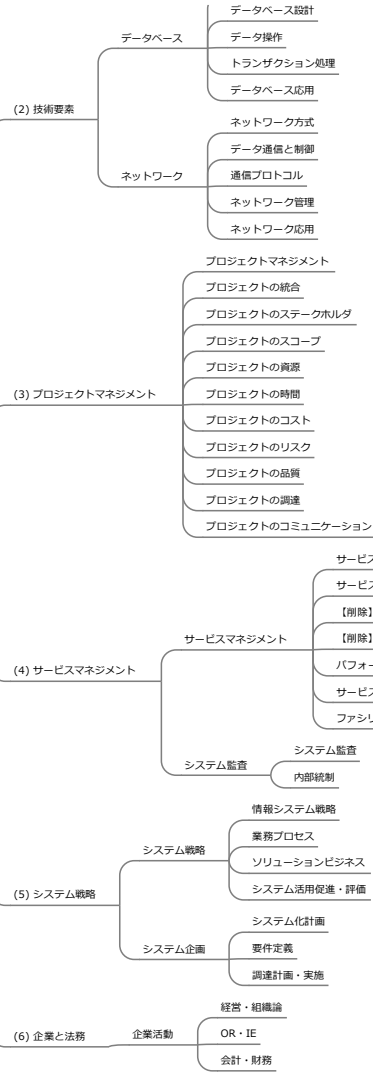 データベース設計
データベース
データ操作
トランザクション処理
データベース応用
(2) 技術要素
ネットワーク方式
データ通信と制御
ネットワーク
通信プロトコル
ネットワーク管理
ネットワーク応用
(3) プロジェクトマネジメント
プロジェクトマネジメント
プロジェクトの統合
プロジェクトのステークホルダ
プロジェクトのスコープ
プロジェクトの資源
プロジェクトの時間
プロジェクトのコスト
プロジェクトのリスク
プロジェクトの品質
プロジェクトの調達
プロジェクトのコミュニケーション
(4) サービスマネジメント
サービスマネジメント
サービス
サービス
【削除】
【削除】
パフォー
サービス
ファシリ
システム監査
システム監査
内部統制
(5) システム戦略
システム戦略
情報システム戦略
業務プロセス
ソリューションビジネス
システム活用促進・評価
システム企画
システム化計画
要件定義
調達計画・実施
(6) 企業と法務
企業活動
経営・組織論
OR・IE
会計・財務